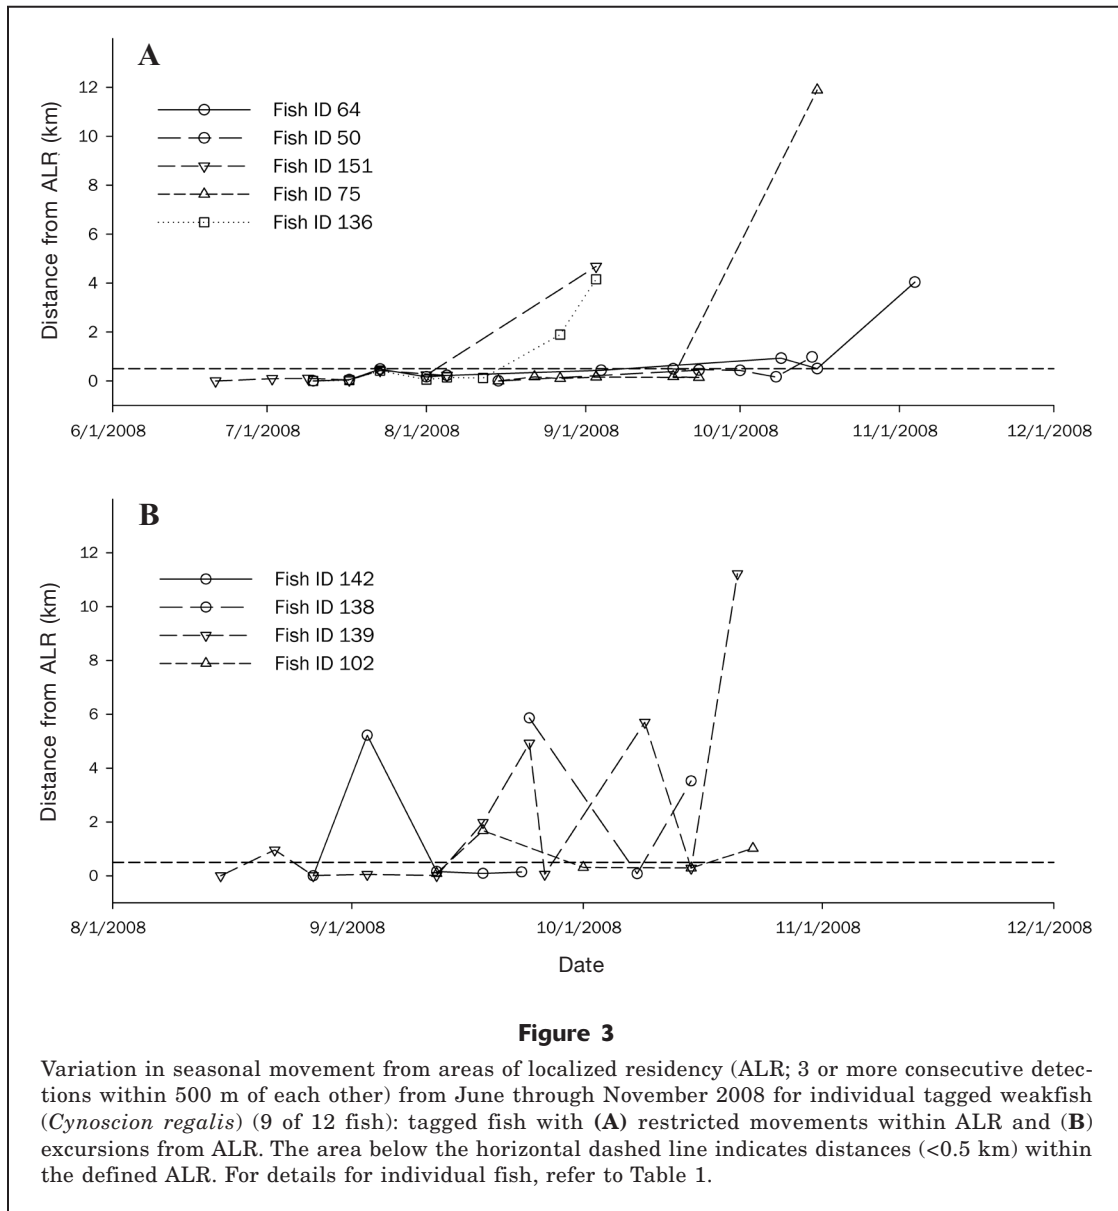 A
12
10
8
6
4
2
0
Distance from ALR (km)
Fish ID 64
Fish ID 50
Fish ID 151
Fish ID 75
Fish ID 136
6/1/2008 7/1/2008 8/1/2008 9/1/2008 10/1/2008 11/1/2008 12/1/2008
B
12
10
8
6
4
2
0
Distance from ALR (km)
Fish ID 142
Fish ID 138
Fish ID 139
Fish ID 102
8/1/2008 9/1/2008 10/1/2008 11/1/2008 12/1/2008
Date
Figure 3
Variation in seasonal movement from areas of localized residency (ALR; 3 or more consecutive detec-
tions within 500 m of each other) from June through November 2008 for individual tagged weakfish
(Cynoscion regalis) (9 of 12 fish): tagged fish with (A) restricted movements within ALR and (B)
excursions from ALR. The area below the horizontal dashed line indicates distances (<0.5 km) within
the defined ALR. For details for individual fish, refer to Table 1.